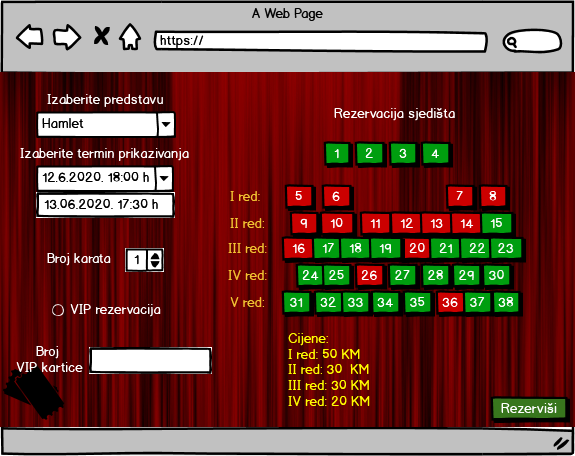 A Web Page
https://
Izaberite predstavu
Hamlet
Izaberite termin prikazivanja
12.6.2020. 18:00 h
13.06.2020. 17:30 h
Broj karata
1
VIP rezervacija
Broj
VIP kartice
Rezervacija sjedišta
1 2 3 4
I red: 5 6 7 8
II red: 9 10 11 12 13 14 15
III red: 16 17 18 19 20 21 22 23
IV red: 24 25 26 27 28 29 30
V red: 31 32 33 34 35 36 37 38
Cijene:
I red: 50 KM
II red: 30 KM
III red: 30 KM
IV red: 20 KM
Rezerviši